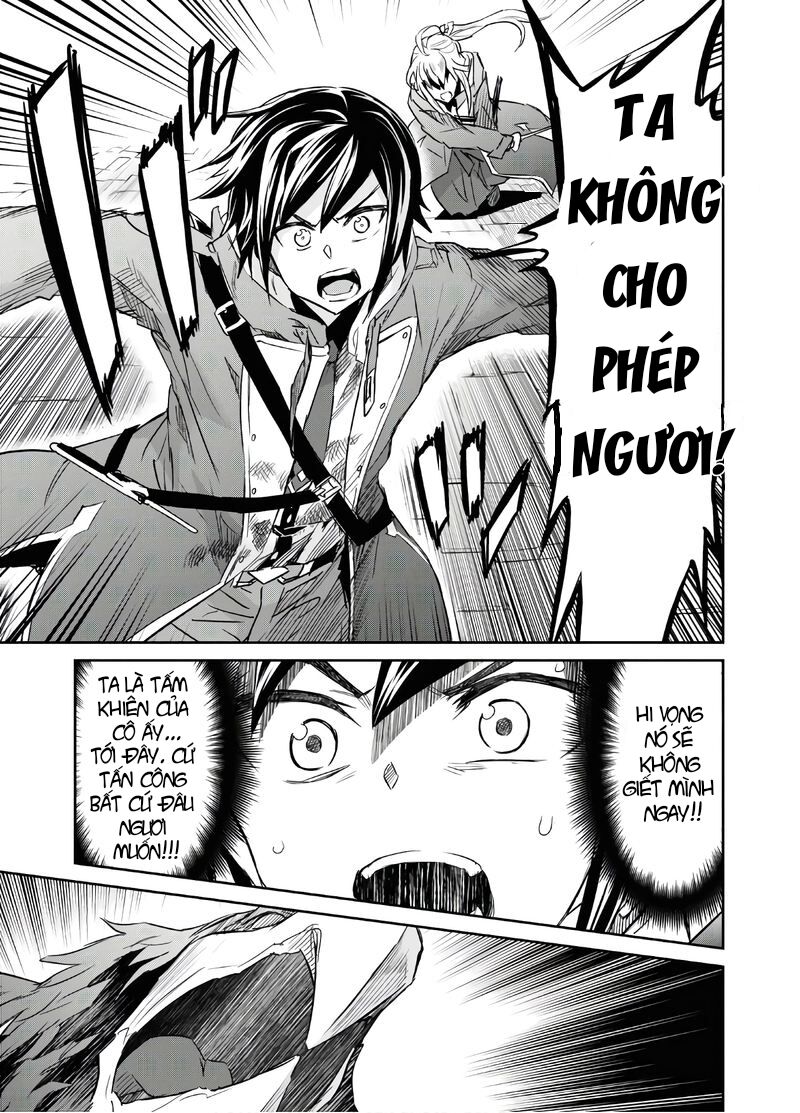 TA
KHÔNG
CHO
PHÉP
NGƯƠI!
HI VỌNG
NÓ SẼ
KHÔNG
GIẾT MÌNH
NGAY!!
TA LÀ TẤM
KHIÊN CỦA
CÔ ẤY...
TỚI ĐÂY, CỨ
TẤN CÔNG
BẤT CỨ ĐÂU
NGƯƠI
MUỐN!!!